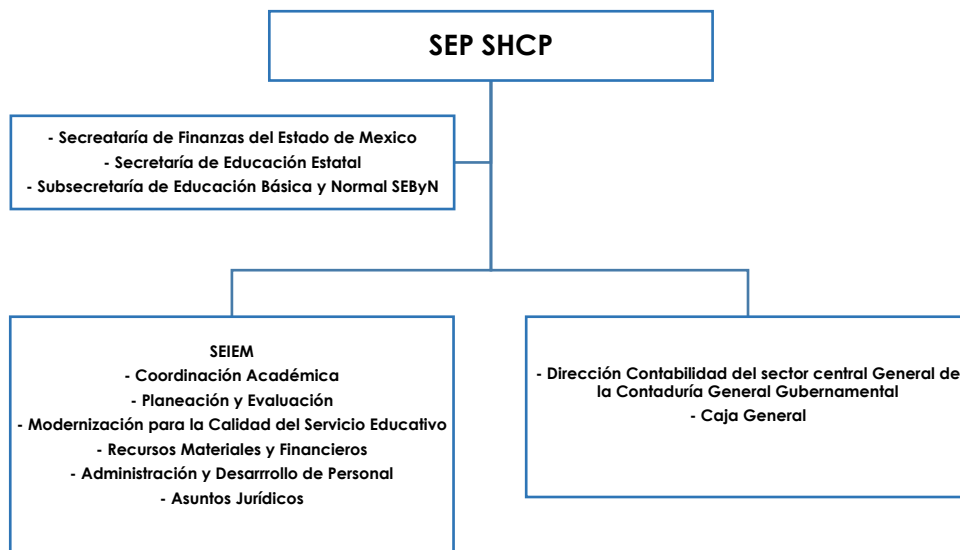 SEP SHCP
- Secreataría de Finanzas del Estado de Mexico
- Secretaría de Educación Estatal
- Subsecretaría de Educación Básica y Normal SEByN
SEIEM
- Coordinación Académica
- Planeación y Evaluación
- Modernización para la Calidad del Servicio Educativo
- Recursos Materiales y Financieros
- Administración y Desarrrollo de Personal
- Asuntos Jurídicos
- Dirección Contabilidad del sector central General de
la Contaduría General Gubernamental
- Caja General